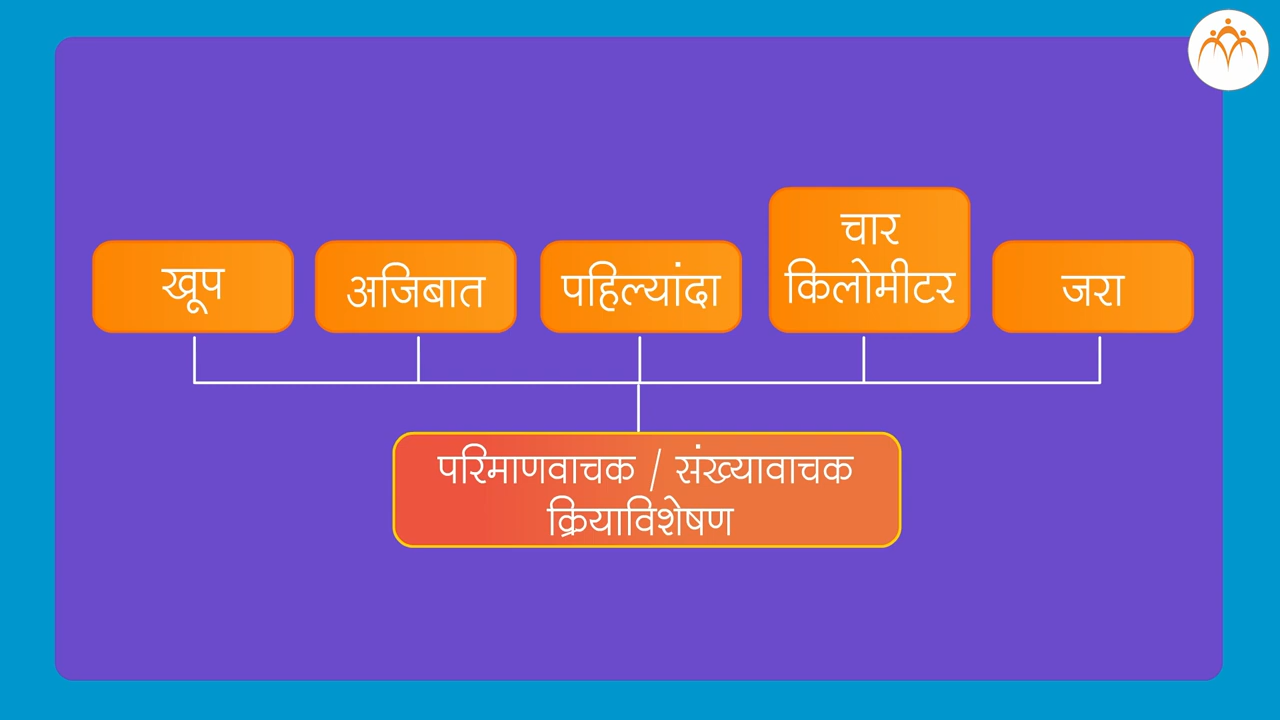 खूप
अजिबात
पहिल्यांदा
चार
किलोमीटर
जरा
परिमाणवाचक / संख्यावाचक
क्रियाविशेषण